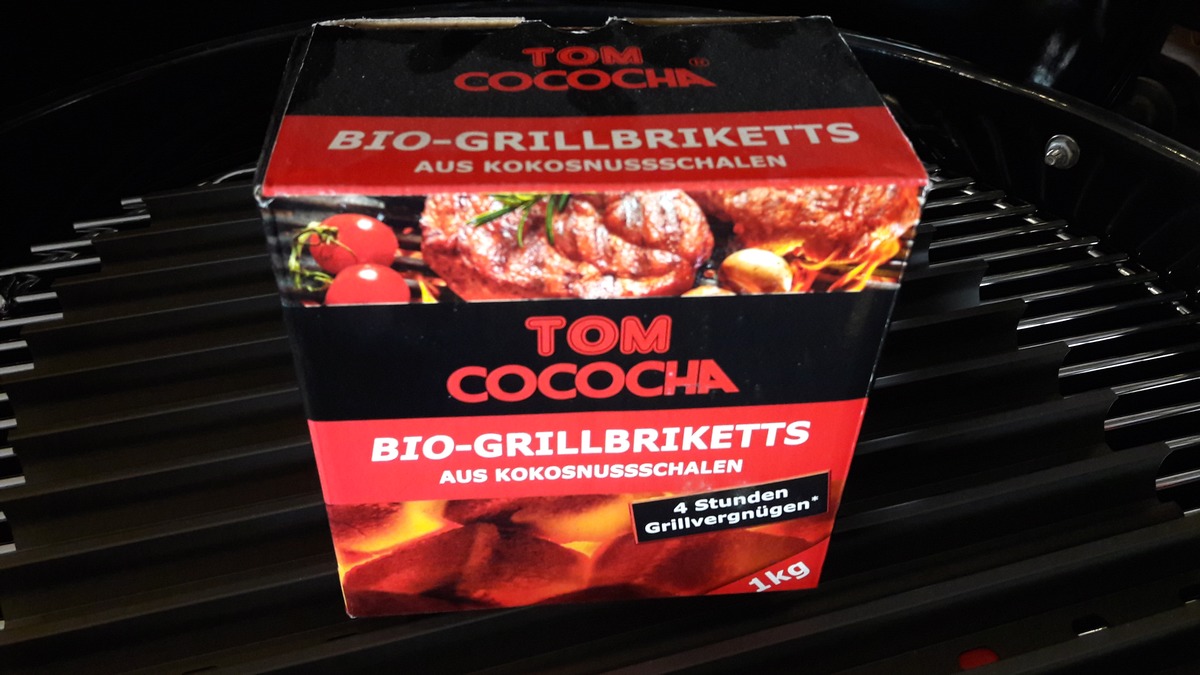 TOM
COCOCHA®
BIO-GRILLBRIKETTS
AUS KOKOSNUSSSCHALEN
TOM
COCOCHA
BIO-GRILLBRIKETTS
AUS KOKOSNUSSSCHALEN
4 Stunden
Grillvergnügen*
1kg